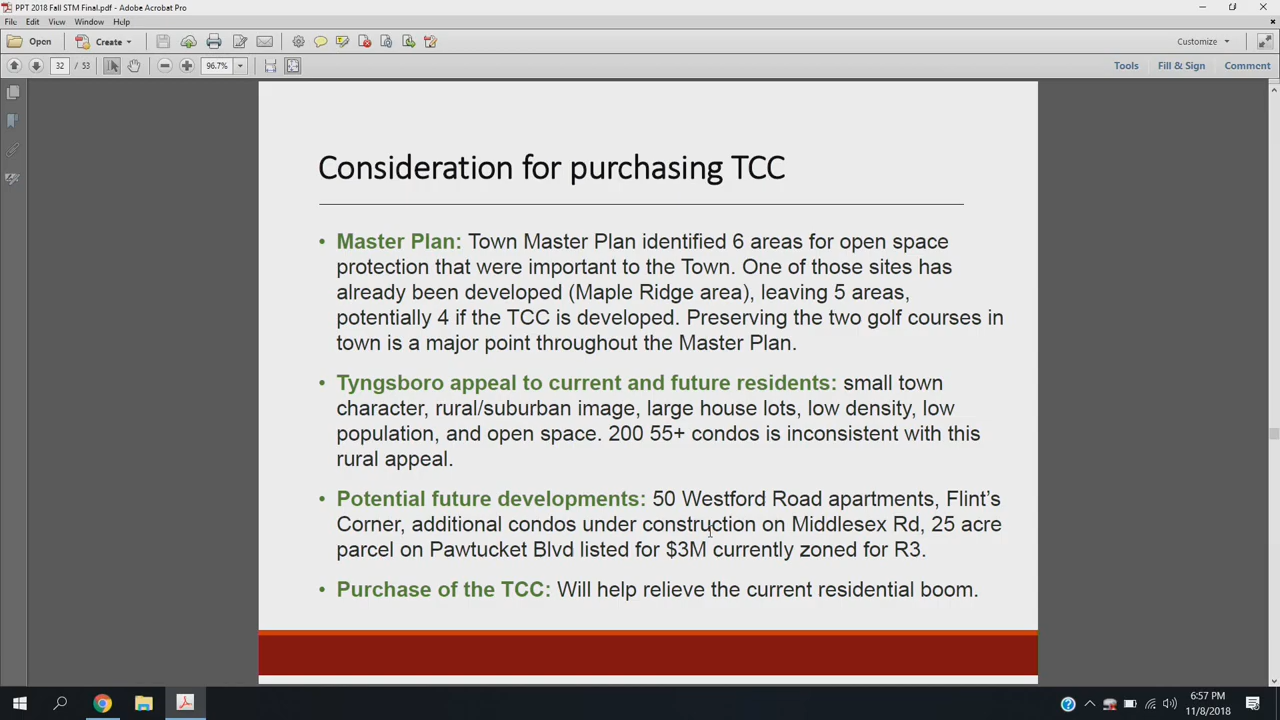 PPT 2018 Fall STM Final.pdf - Adobe Acrobat Pro
File Edit View Window Help
Open Create Customize
32 / 53 96.7% Tools Fill & Sign Comment
Consideration for purchasing TCC
• Master Plan: Town Master Plan identified 6 areas for open space
protection that were important to the Town. One of those sites has
already been developed (Maple Ridge area), leaving 5 areas,
potentially 4 if the TCC is developed. Preserving the two golf courses in
town is a major point throughout the Master Plan.
• Tyngsboro appeal to current and future residents: small town
character, rural/suburban image, large house lots, low density, low
population, and open space. 200 55+ condos is inconsistent with this
rural appeal.
• Potential future developments: 50 Westford Road apartments, Flint's
Corner, additional condos under construction on Middlesex Rd, 25 acre
parcel on Pawtucket Blvd listed for $3M currently zoned for R3.
• Purchase of the TCC: Will help relieve the current residential boom.
6:57 PM
11/8/2018